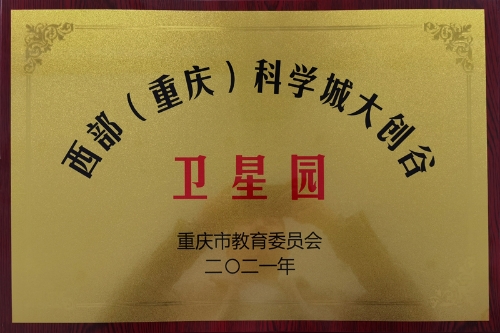 西部（重庆）科学城大创谷
卫星园
重庆市教育委员会
二〇二一年